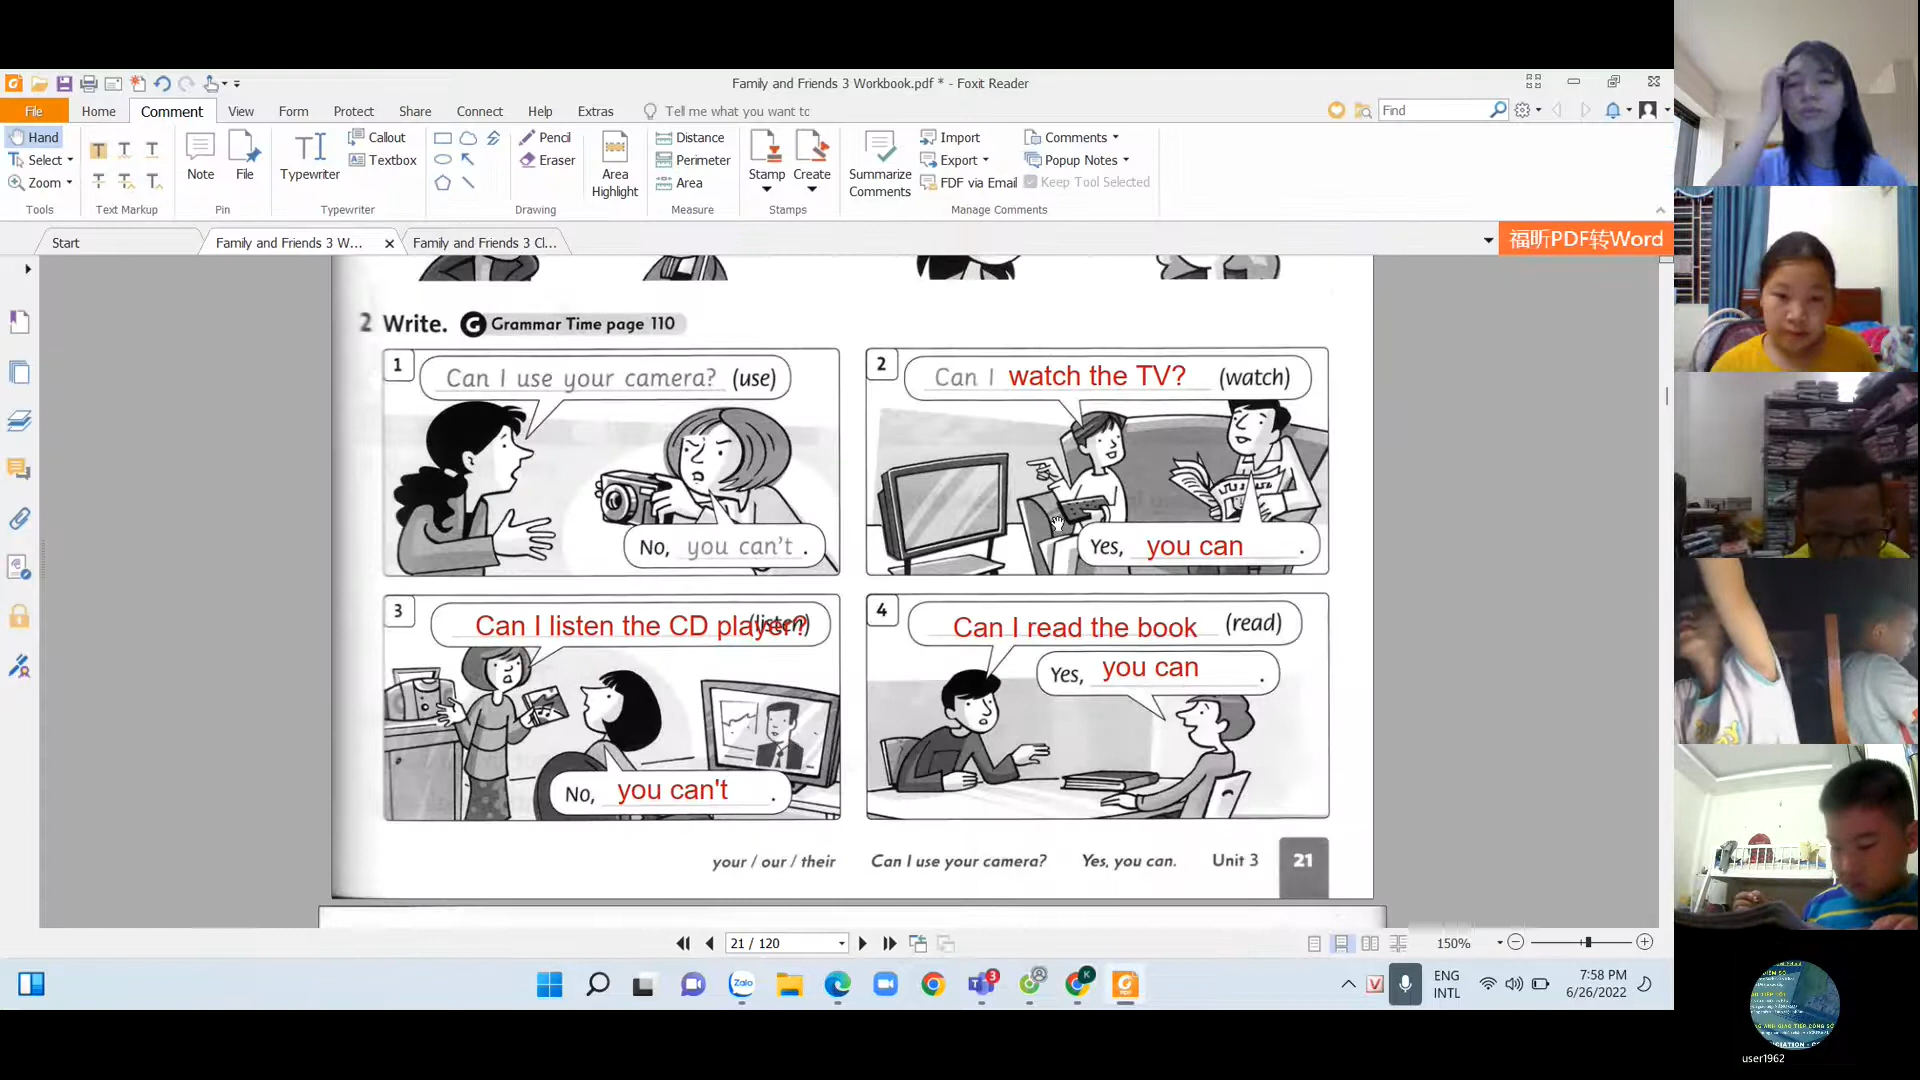 Family and Friends 3 Workbook.pdf * - Foxit Reader
File Home Comment View Form Protect Share Connect Help Extras Tell me what you want to Find
Hand
Select
Zoom
Tools
Text Markup
Note
File
Pin
Typewriter
Callout
Textbox
Typewriter
Pencil
Eraser
Drawing
Area
Highlight
Distance
Perimeter
Area
Measure
Stamp
Create
Stamps
Summarize
Comments
Import
Export
FDF via Email
Comments
Popup Notes
Keep Tool Selected
Manage Comments
Start
Family and Friends 3 W...
Family and Friends 3 Cl...
福昕PDF转Word
2 Write. G Grammar Time page 110
1
Can I use your camera? (use)
No, you can't .
2
Can I watch the TV? (watch)
Yes, you can .
3
Can I listen the CD player? (listen)
No, you can't .
4
Can I read the book (read)
Yes, you can .
your / our / their Can I use your camera? Yes, you can. Unit 3 21
21 / 120
150%
Zalo
3
K
V
ENG
INTL
7:58 PM
6/26/2022
user1962